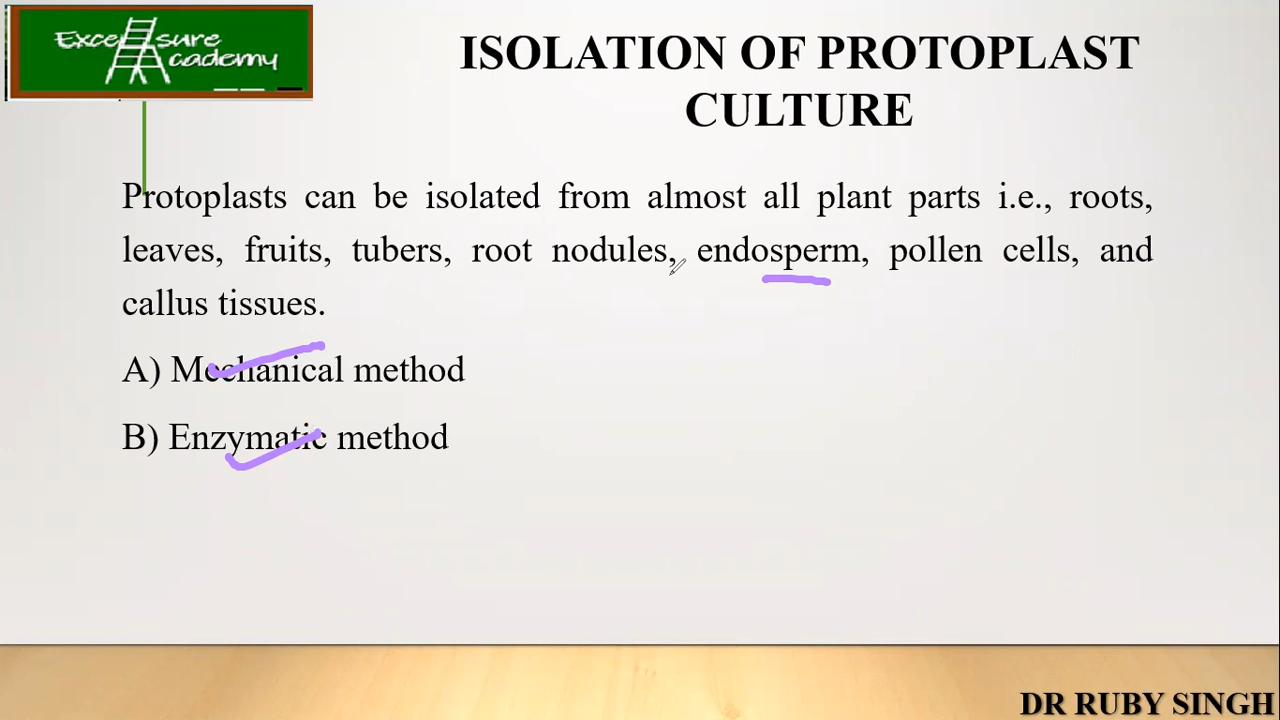 Excel sure
Academy
ISOLATION OF PROTOPLAST
CULTURE
Protoplasts can be isolated from almost all plant parts i.e., roots,
leaves, fruits, tubers, root nodules, endosperm, pollen cells, and
callus tissues.
A) Mechanical method
B) Enzymatic method
DR RUBY SINGH